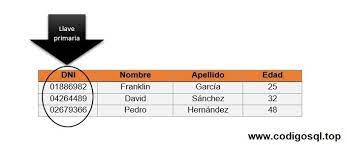 Llave
primaria
DNI Nombre Apellido Edad
01886982 Franklin García 25
04264489 David Sánchez 32
02679366 Pedro Hernández 48
www.codigosql.top